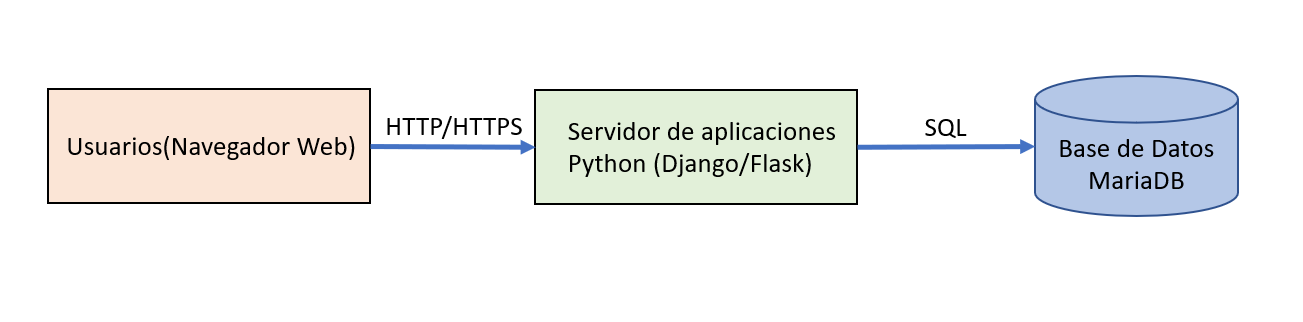 Usuarios(Navegador Web)
HTTP/HTTPS
Servidor de aplicaciones
Python (Django/Flask)
SQL
Base de Datos
MariaDB